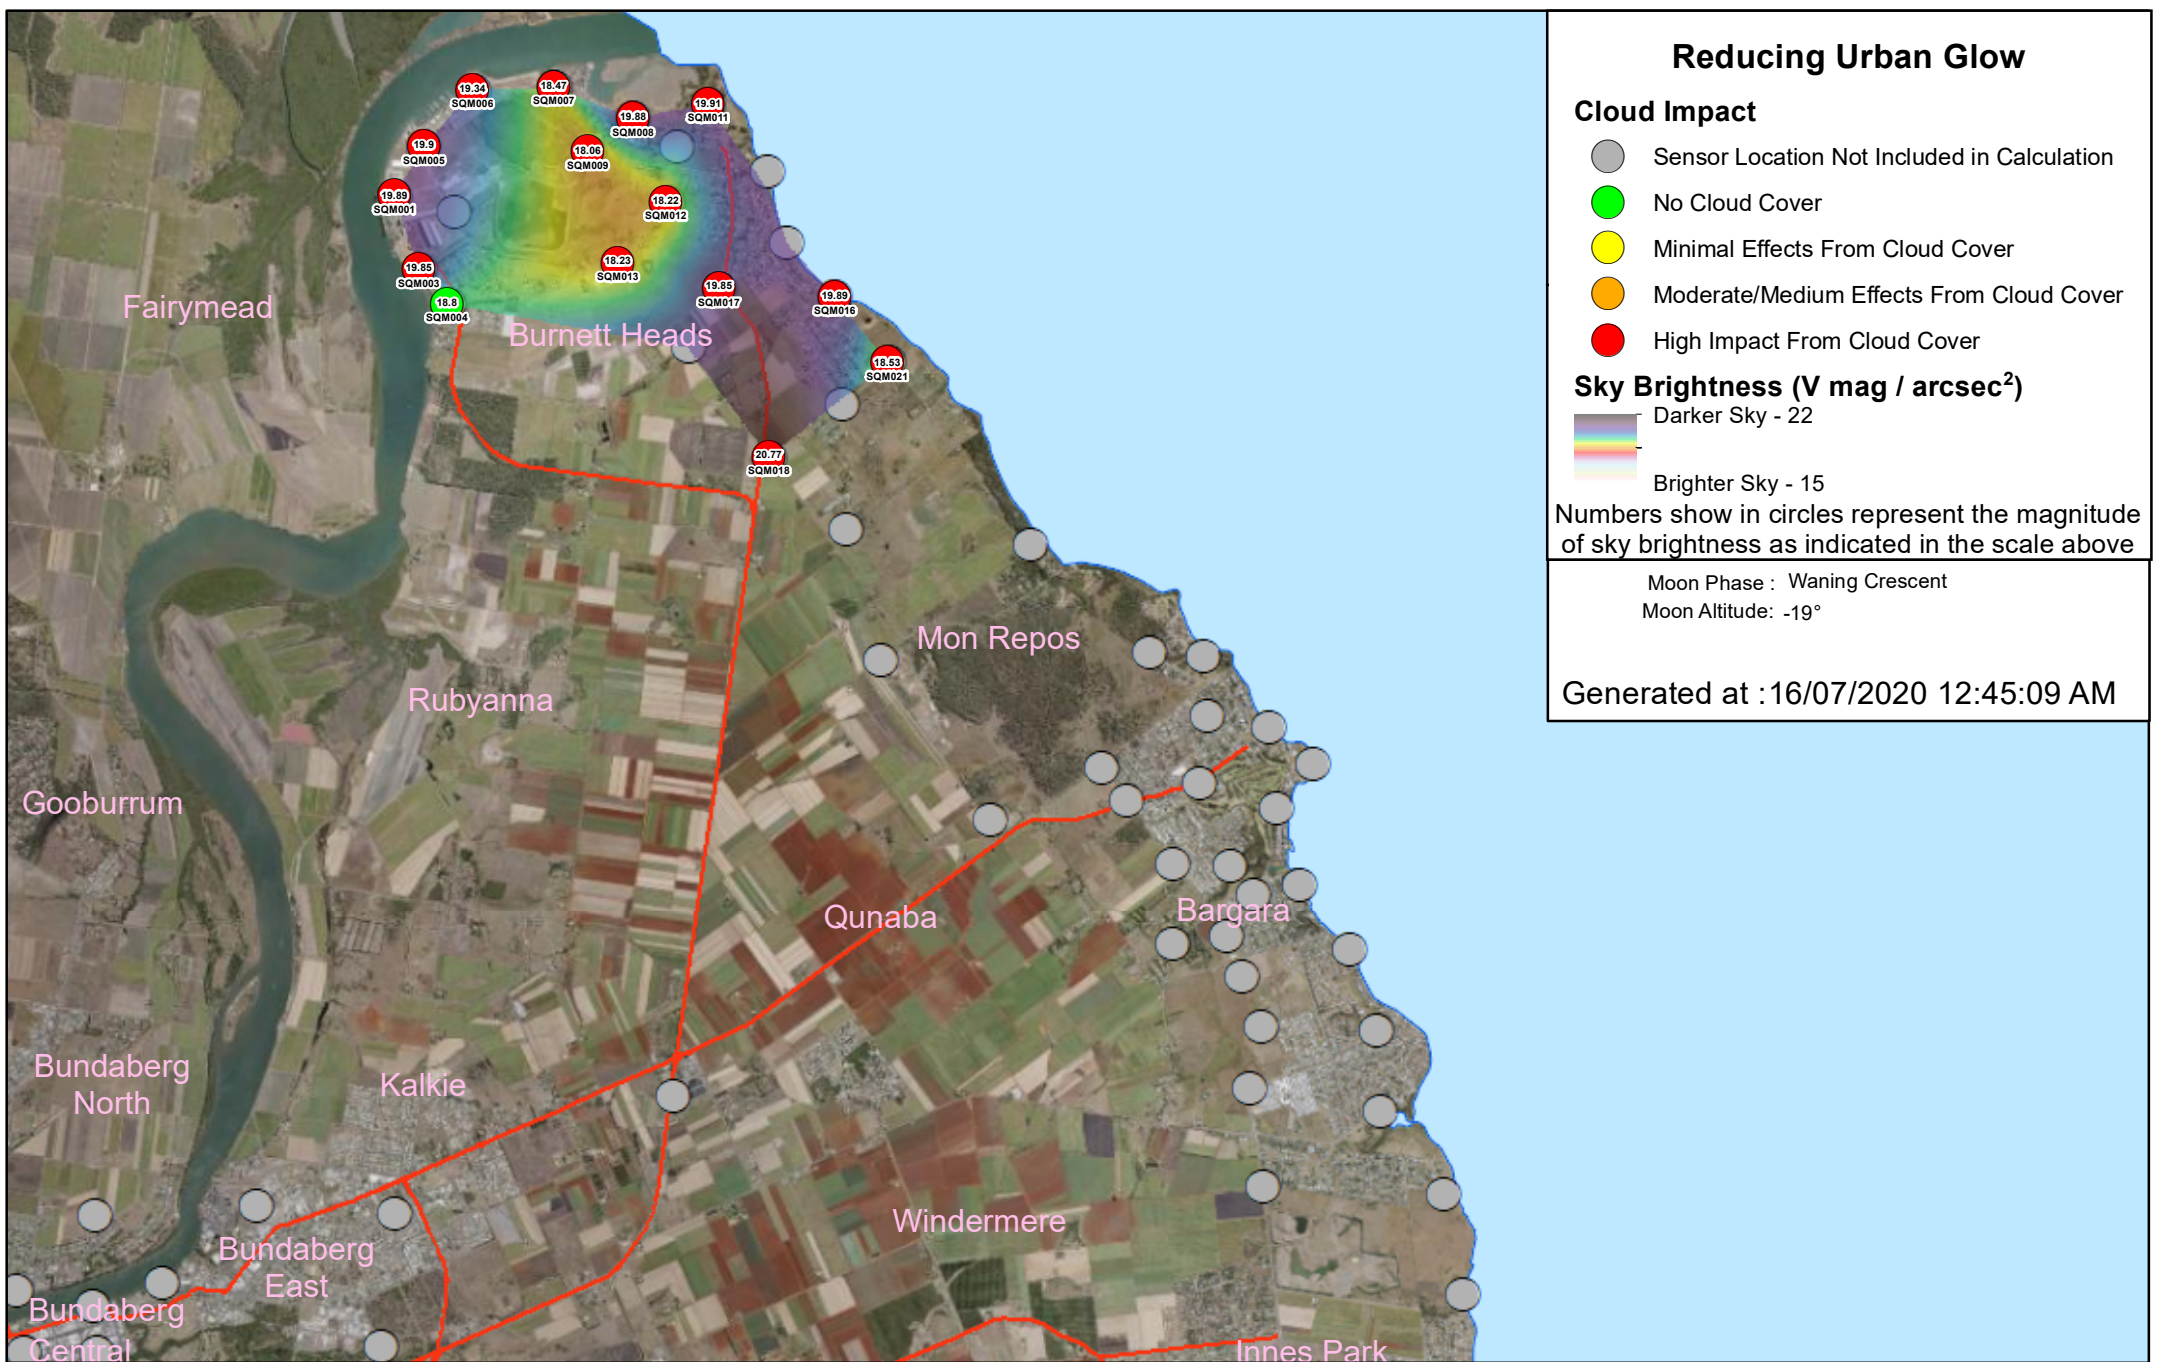 Reducing Urban Glow
Cloud Impact
Sensor Location Not Included in Calculation
No Cloud Cover
Minimal Effects From Cloud Cover
Moderate/Medium Effects From Cloud Cover
High Impact From Cloud Cover
Sky Brightness (V mag / arcsec²)
Darker Sky - 22
Brighter Sky - 15
Numbers show in circles represent the magnitude
of sky brightness as indicated in the scale above
Moon Phase : Waning Crescent
Moon Altitude: -19°
Generated at :16/07/2020 12:45:09 AM
19.34
SQM006
18.47
SQM007
19.88
SQM008
19.91
SQM011
19.9
SQM005
18.06
SQM009
19.89
SQM001
18.22
SQM012
19.85
SQM003
18.23
SQM013
18.8
SQM004
19.85
SQM017
19.89
SQM016
18.53
SQM021
20.77
SQM018
Fairymead
Burnett Heads
Mon Repos
Rubyanna
Gooburrum
Qunaba
Bargara
Bundaberg
North
Kalkie
Windermere
Bundaberg
East
Bundaberg
Central
Innes Park